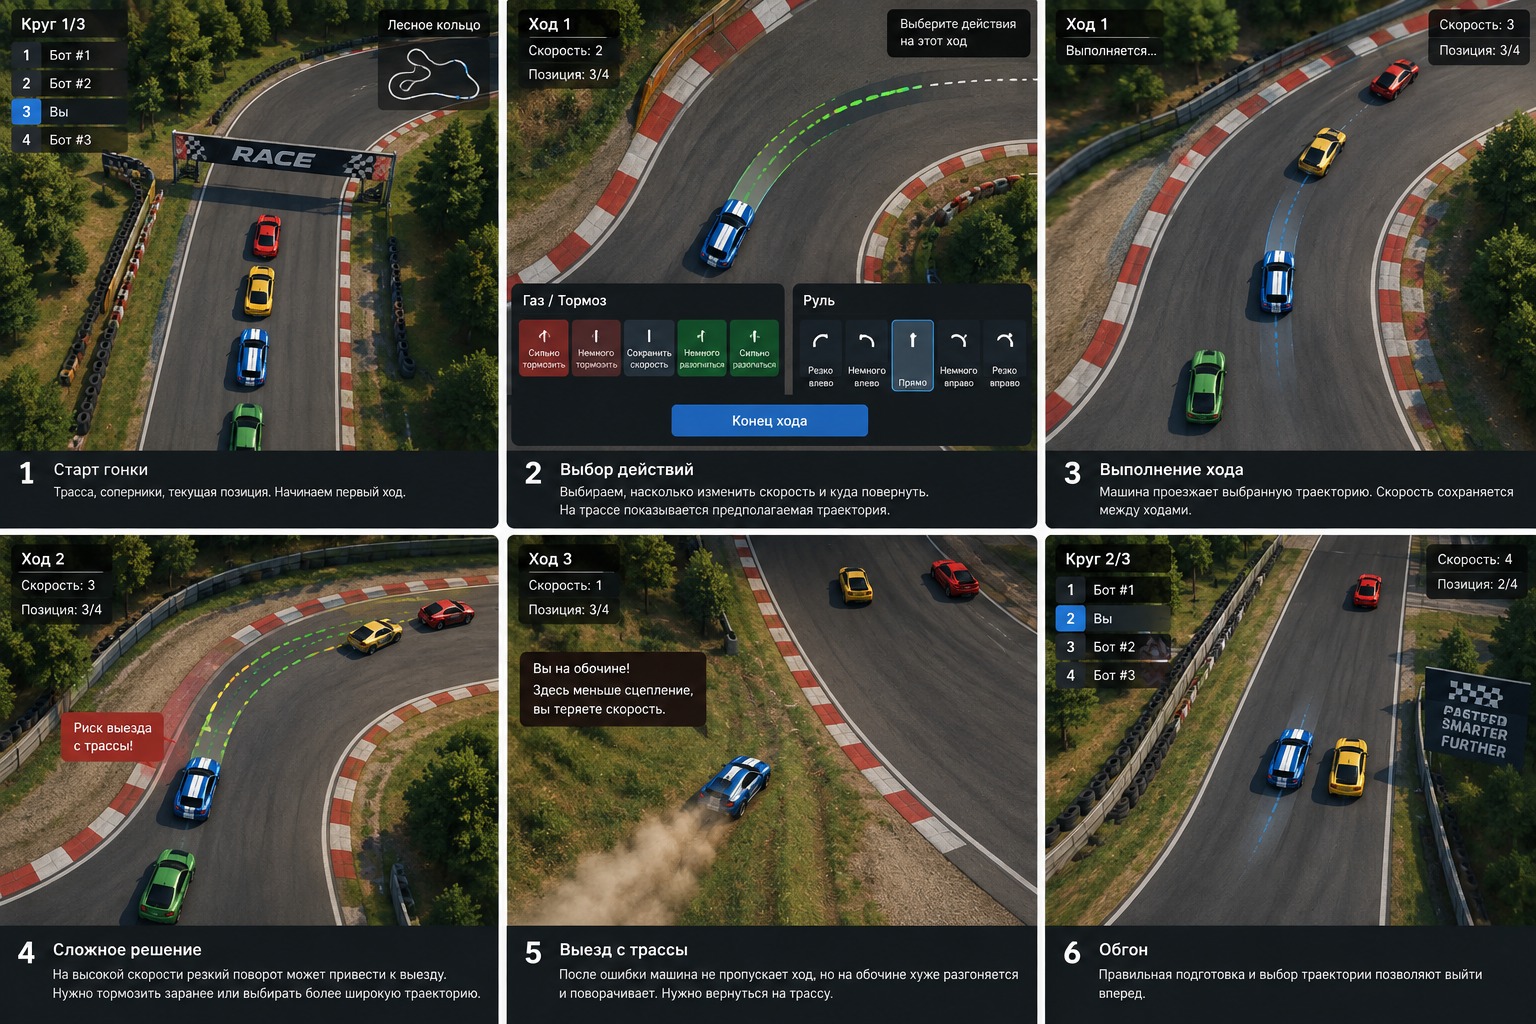 Круг 1/3
1 Бот #1
2 Бот #2
3 Вы
4 Бот #3
Лесное кольцо
RACE
1 Старт гонки
Трасса, соперники, текущая позиция. Начинаем первый ход.
Ход 1
Скорость: 2
Позиция: 3/4
Выберите действия
на этот ход
Газ / Тормоз
Сильно
тормозить
Немного
тормозить
Сохранить
скорость
Немного
Сильно
Руль
Резко
влево
Немного
влево
Прямо
Немного
вправо
Резко
вправо
Конец хода
2 Выбор действий
Выбираем, насколько изменить скорость и куда повернуть.
На трассе показывается предполагаемая траектория.
Ход 1
Выполняется...
Скорость: 3
Позиция: 3/4
3 Выполнение хода
Машина проезжает выбранную траекторию. Скорость сохраняется
между ходами.
Ход 2
Скорость: 3
Позиция: 3/4
Риск выезда
с трассы!
4 Сложное решение
На высокой скорости резкий поворот может привести к выезду.
Нужно тормозить заранее или выбирать более широкую траекторию.
Ход 3
Скорость: 1
Позиция: 3/4
Вы на обочине!
Здесь меньше сцепление,
вы теряете скорость.
5 Выезд с трассы
После ошибки машина не пропускает ход, но на обочине хуже разгоняется
и поворачивает. Нужно вернуться на трассу.
Круг 2/3
1 Бот #1
2 Вы
3 Бот #2
4 Бот #3
Скорость: 4
Позиция: 2/4
SMARTER
FURTHER
6 Обгон
Правильная подготовка и выбор траектории позволяют выйти
вперед.